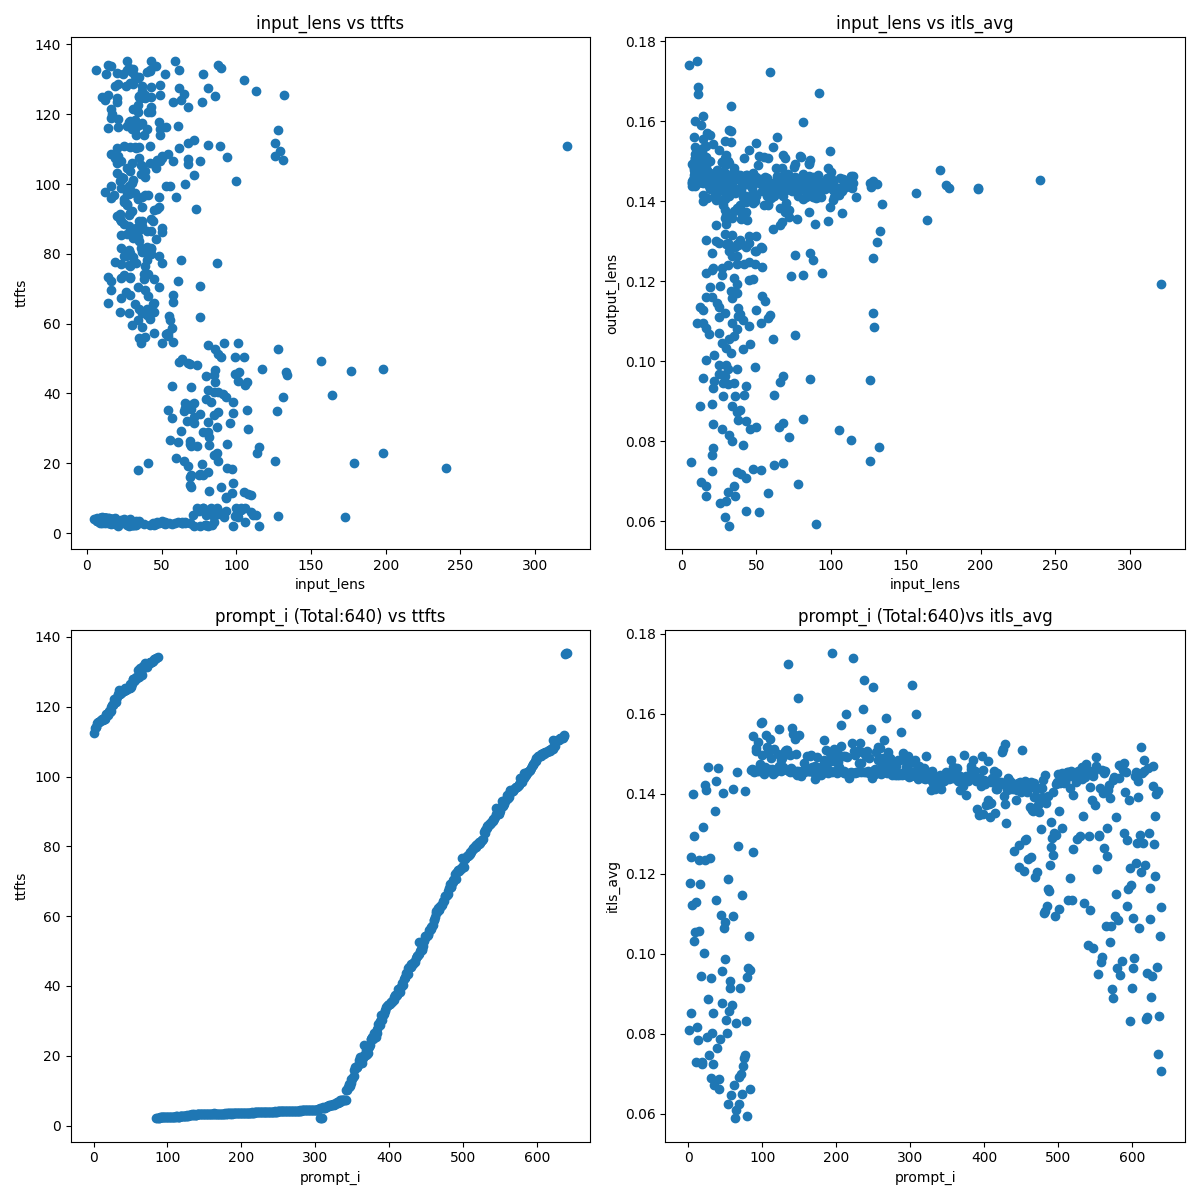 input_lens vs ttfts
140
120
100
80
60
40
20
0
ttfts
0 50 100 150 200 250 300
input_lens
input_lens vs itls_avg
0.18
0.16
0.14
0.12
0.10
0.08
0.06
output_lens
0 50 100 150 200 250 300
input_lens
prompt_i (Total:640) vs ttfts
140
120
100
80
60
40
20
0
ttfts
0 100 200 300 400 500 600
prompt_i
prompt_i (Total:640)vs itls_avg
0.18
0.16
0.14
0.12
0.10
0.08
0.06
itls_avg
0 100 200 300 400 500 600
prompt_i